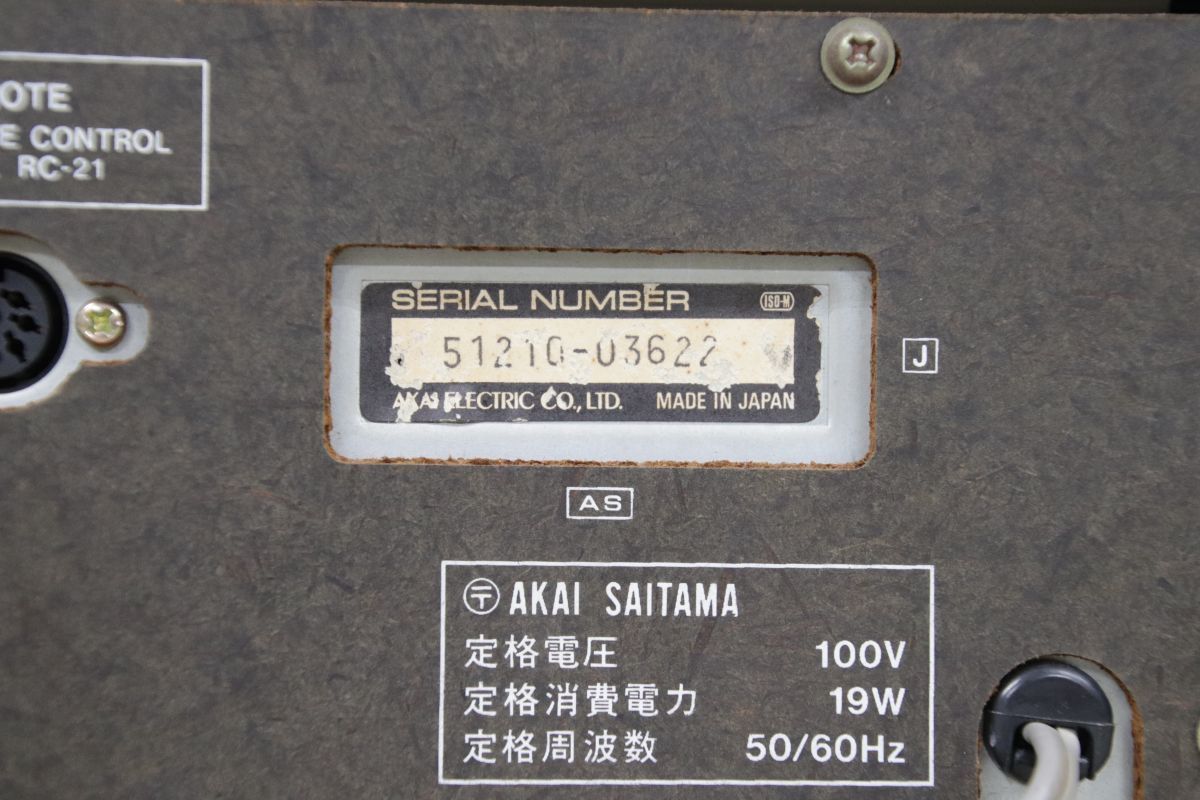 OTE
E CONTROL
RC-21
SERIAL NUMBER
ISO-M
51210-03622
AKAI ELECTRIC CO., LTD. MADE IN JAPAN
J
AS
〶 AKAI SAITAMA
定格電圧 100V
定格消費電力 19W
定格周波数 50/60Hz